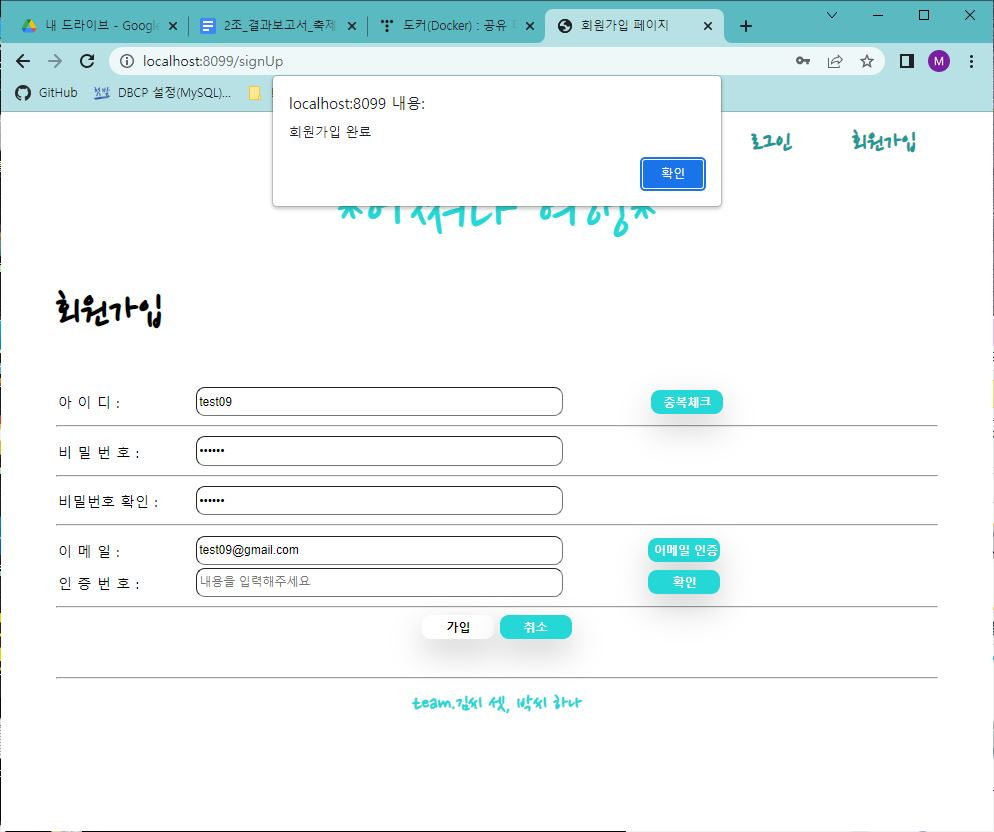 내 드라이브 - Google
2조_결과보고서_축제
도커(Docker) : 공유
회원가입 페이지
localhost:8099/signUp
M
GitHub
DBCP 설정(MySQL)...
localhost:8099 내용:
회원가입 완료
확인
로그인
회원가입
여행*
회원가입
아 이 디 :
test09
중복체크
비 밀 번 호 :
••••••
비밀번호 확인 :
••••••
이 메 일 :
test09@gmail.com
이메일 인증
인 증 번 호 :
내용을 입력해주세요
확인
가입
취소
team.김씨 셋, 박씨 하나